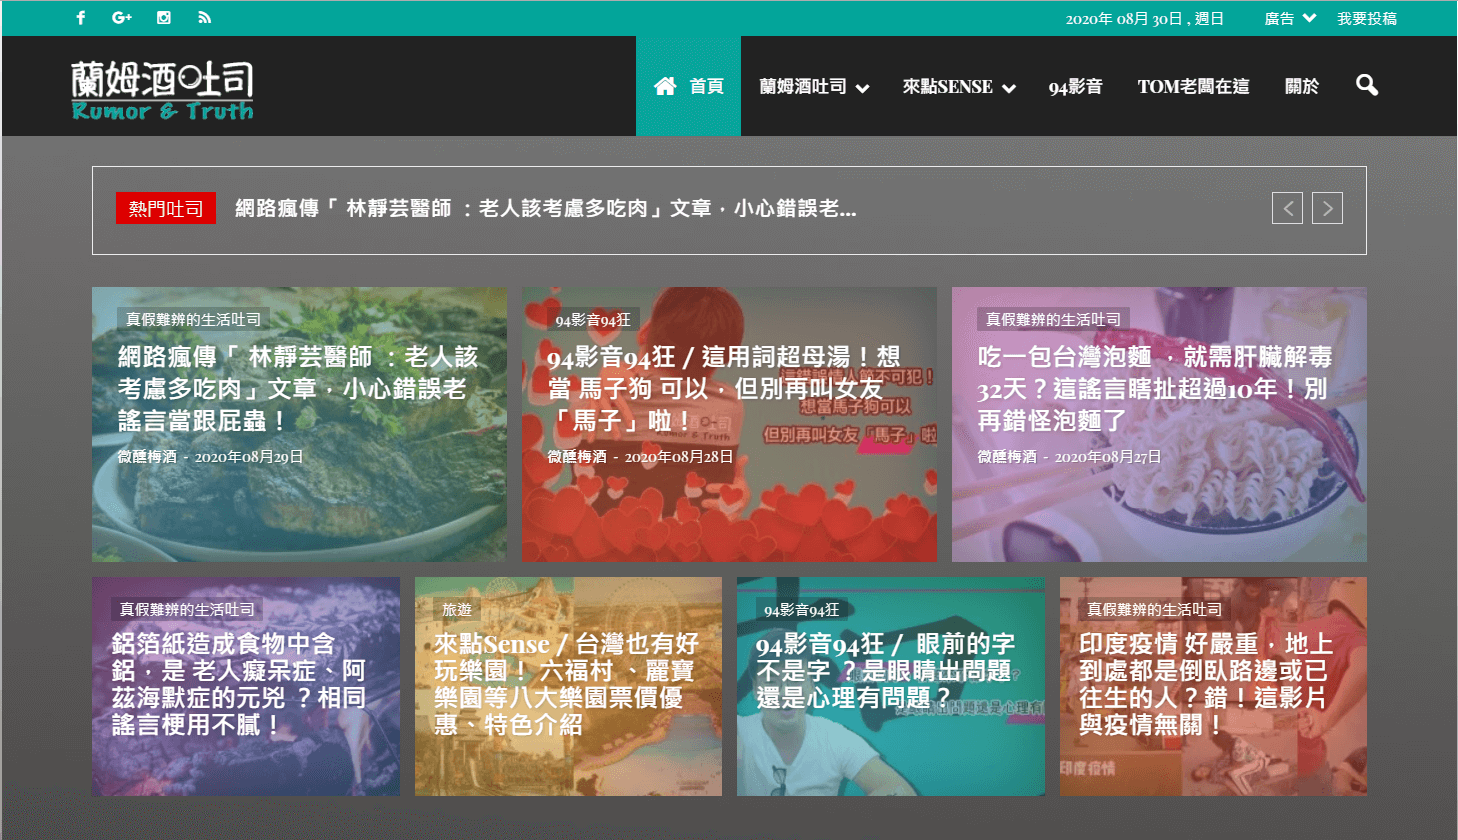 2020年 08月 30日 , 週日
廣告
我要投稿
蘭姆酒吐司
Rumor & Truth
首頁
蘭姆酒吐司
來點SENSE
94影音
TOM老闆在這
關於
熱門吐司
網路瘋傳「 林靜芸醫師 ：老人該考慮多吃肉」文章，小心錯誤老...
真假難辨的生活吐司
網路瘋傳「 林靜芸醫師 ：老人該
考慮多吃肉」文章，小心錯誤老
謠言當跟屁蟲！
微醺梅酒 - 2020年08月29日
94影音94狂
94影音94狂 / 這用詞超母湯！想
當 馬子狗 可以，但別再叫女友
「馬子」啦！
微醺梅酒 - 2020年08月28日
想當馬子狗可以
但別再叫女友「馬子」啦
真假難辨的生活吐司
吃一包台灣泡麵 ，就需肝臟解毒
32天？這謠言瞎扯超過10年！別
再錯怪泡麵了
微醺梅酒 - 2020年08月27日
真假難辨的生活吐司
鋁箔紙造成食物中含
鋁，是 老人癡呆症、阿
茲海默症的元兇 ？相同
謠言梗用不膩！
旅遊
來點Sense / 台灣也有好
玩樂園！ 六福村 、麗寶
樂園等八大樂園票價優
惠、特色介紹
94影音94狂
94影音94狂 / 眼前的字
不是字 ？是眼睛出問題
還是心理有問題？
真假難辨的生活吐司
印度疫情 好嚴重，地上
到處都是倒臥路邊或已
往生的人？錯！這影片
與疫情無關！
印度疫情